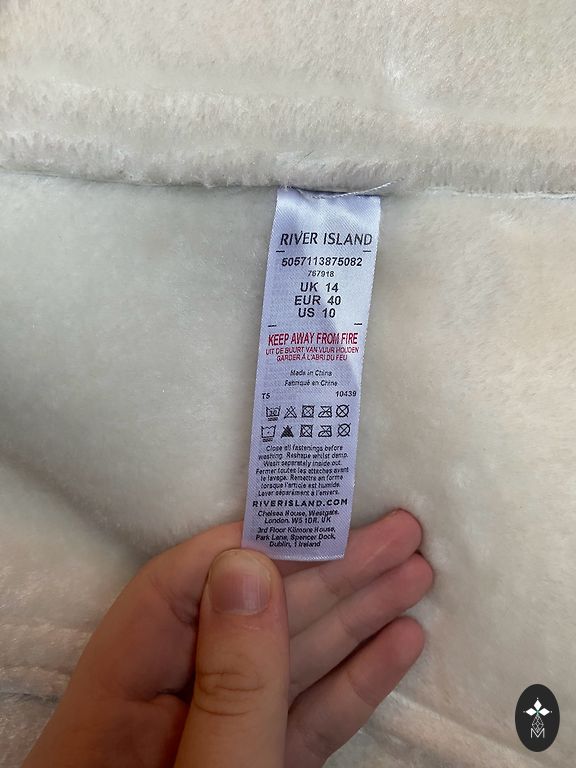 RIVER ISLAND
5057113875082
767918
UK 14
EUR 40
US 10
KEEP AWAY FROM FIRE
UIT DE BUURT VAN VUUR HOUDEN
GARDER À L'ABRI DU FEU
Made in China
Fabriqué en Chine
T5 10439
30
Close all fastenings before
washing. Reshape whilst damp.
Wash separately inside out.
Fermer toutes les attaches avant
le lavage. Remettre en forme
lorsque l'article est humide.
Laver séparément à l'envers.
RIVERISLAND.COM
Chelsea House, Westgate,
London. W5 1DR. UK
3rd Floor Kilmore House,
Park Lane, Spencer Dock,
Dublin, 1 Ireland
M